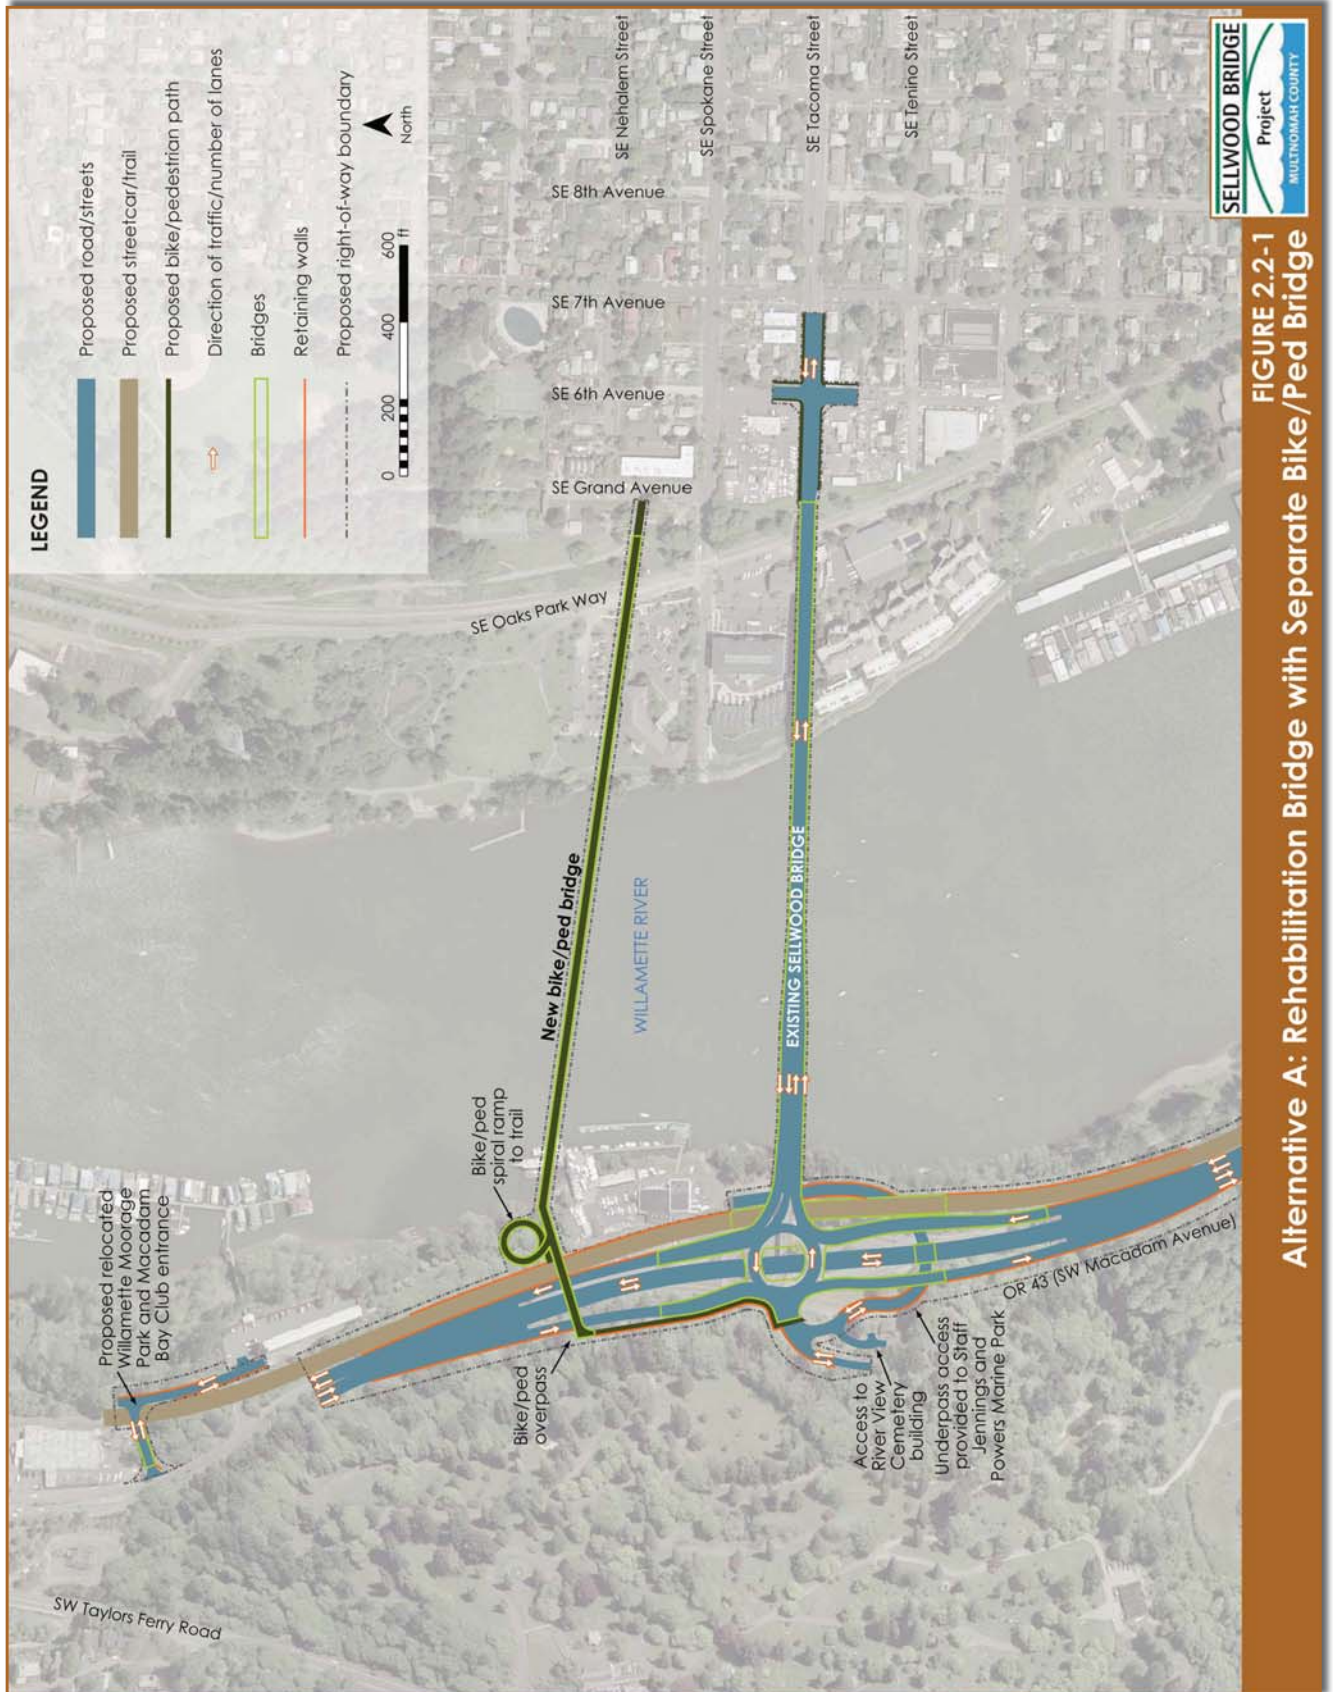 LEGEND
Proposed road/streets
Proposed streetcar/trail
Proposed bike/pedestrian path
Direction of traffic/number of lanes
Bridges
Retaining walls
Proposed right-of-way boundary
0 200 400 600
ft
North
SE Nehalem Street
SE Spokane Street
SE Tacoma Street
SE Tenino Street
SE 8th Avenue
SE 7th Avenue
SE 6th Avenue
SE Grand Avenue
SE Oaks Park Way
New bike/ped bridge
WILLAMETTE RIVER
EXISTING SELLWOOD BRIDGE
Bike/ped
spiral ramp
to trail
Proposed relocated
Willamette Moorage
Park and Macadam
Bay Club entrance
Bike/ped
overpass
Access to
River View
Cemetery
building
Underpass access
provided to Staff
Jennings and
Powers Marine Park
OR 43 (SW Macadam Avenue)
SW Taylors Ferry Road
SELLWOOD BRIDGE
Project
MULTNOMAH COUNTY
FIGURE 2.2-1
Alternative A: Rehabilitation Bridge with Separate Bike/Ped Bridge